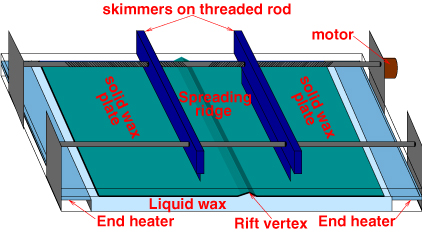 skimmers on threaded rod
motor
solid wax
plate
Spreading
ridge
solid wax
plate
Liquid wax
End heater
Rift vertex
End heater